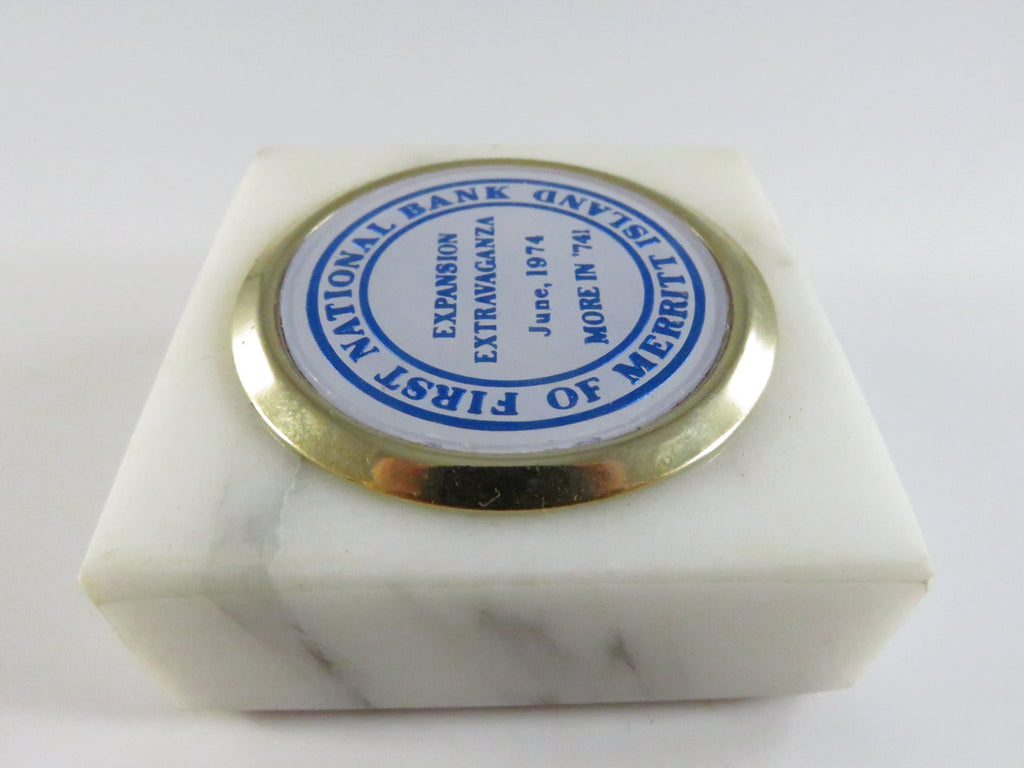 FIRST NATIONAL BANK
OF MERRITT ISLAND
EXPANSION
EXTRAVAGANZA
June, 1974
MORE IN '74!